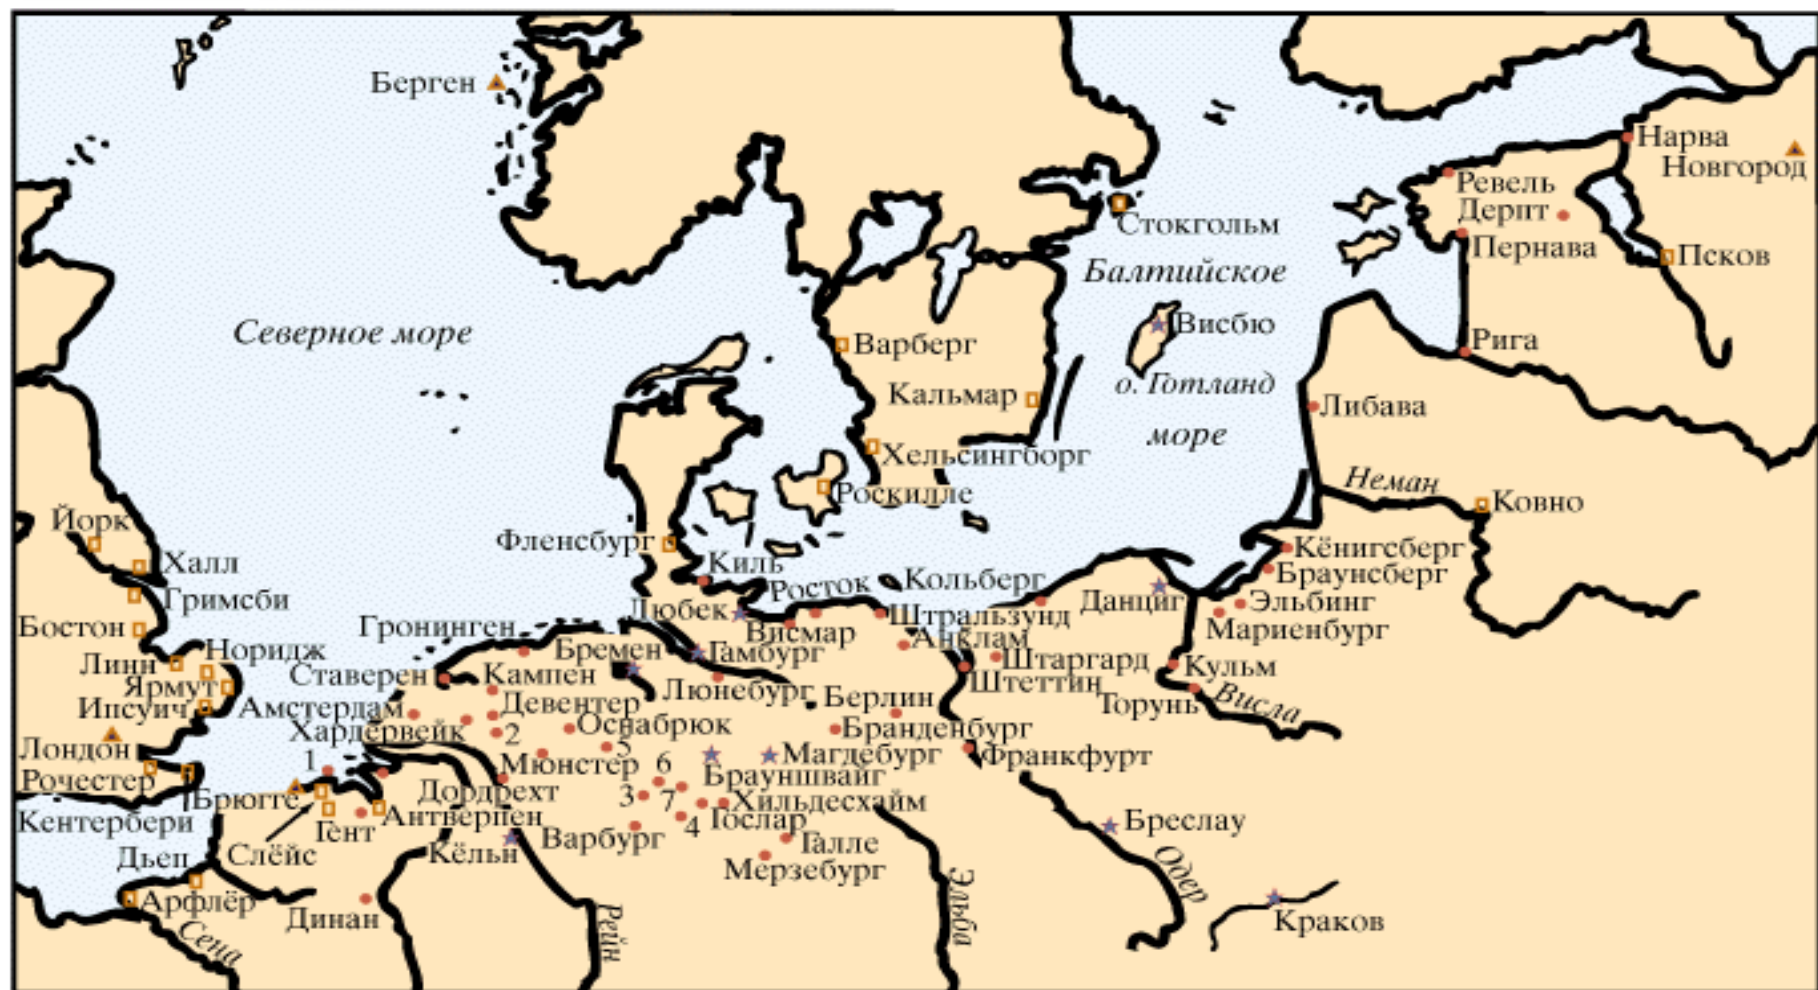 Берген
Нарва
Новгород
Ревель
Дерпт
Пернава
Псков
Стокгольм
Балтийское
Висбю
Северное море
Варберг
Рига
о. Готланд
Кальмар
Либава
море
Хельсингборг
Роскилле
Неман
Ковно
Йорк
Фленсбург
Халл
Киль
Кёнигсберг
Браунсберг
Росток
Кольберг
Гримсби
Любек
Данциг
Эльбинг
Бостон
Гронинген
Висмар
Штральзунд
Мариенбург
Анклам
Норидж
Бремен
Гамбург
Линн
Ставерен
Кампен
Штаргард
Кульм
Ярмут
Люнебург
Штеттин
Ипсуич
Амстердам
Девентер
Берлин
Торунь
Висла
Хардервейк
2
Оснабрюк
Бранденбург
Лондон
1
5
Магдебург
Франкфурт
Мюнстер
6
Брауншвайг
Рочестер
Брюгге
Дордрехт
3
7
Хильдесхайм
Кентербери
Гент
Антверпен
4
Гослар
Бреслау
Варбург
Галле
Слёйс
Кёльн
Дьеп
Мерзебург
Одер
Арфлёр
Динан
Эльба
Краков
Сена
Рейн